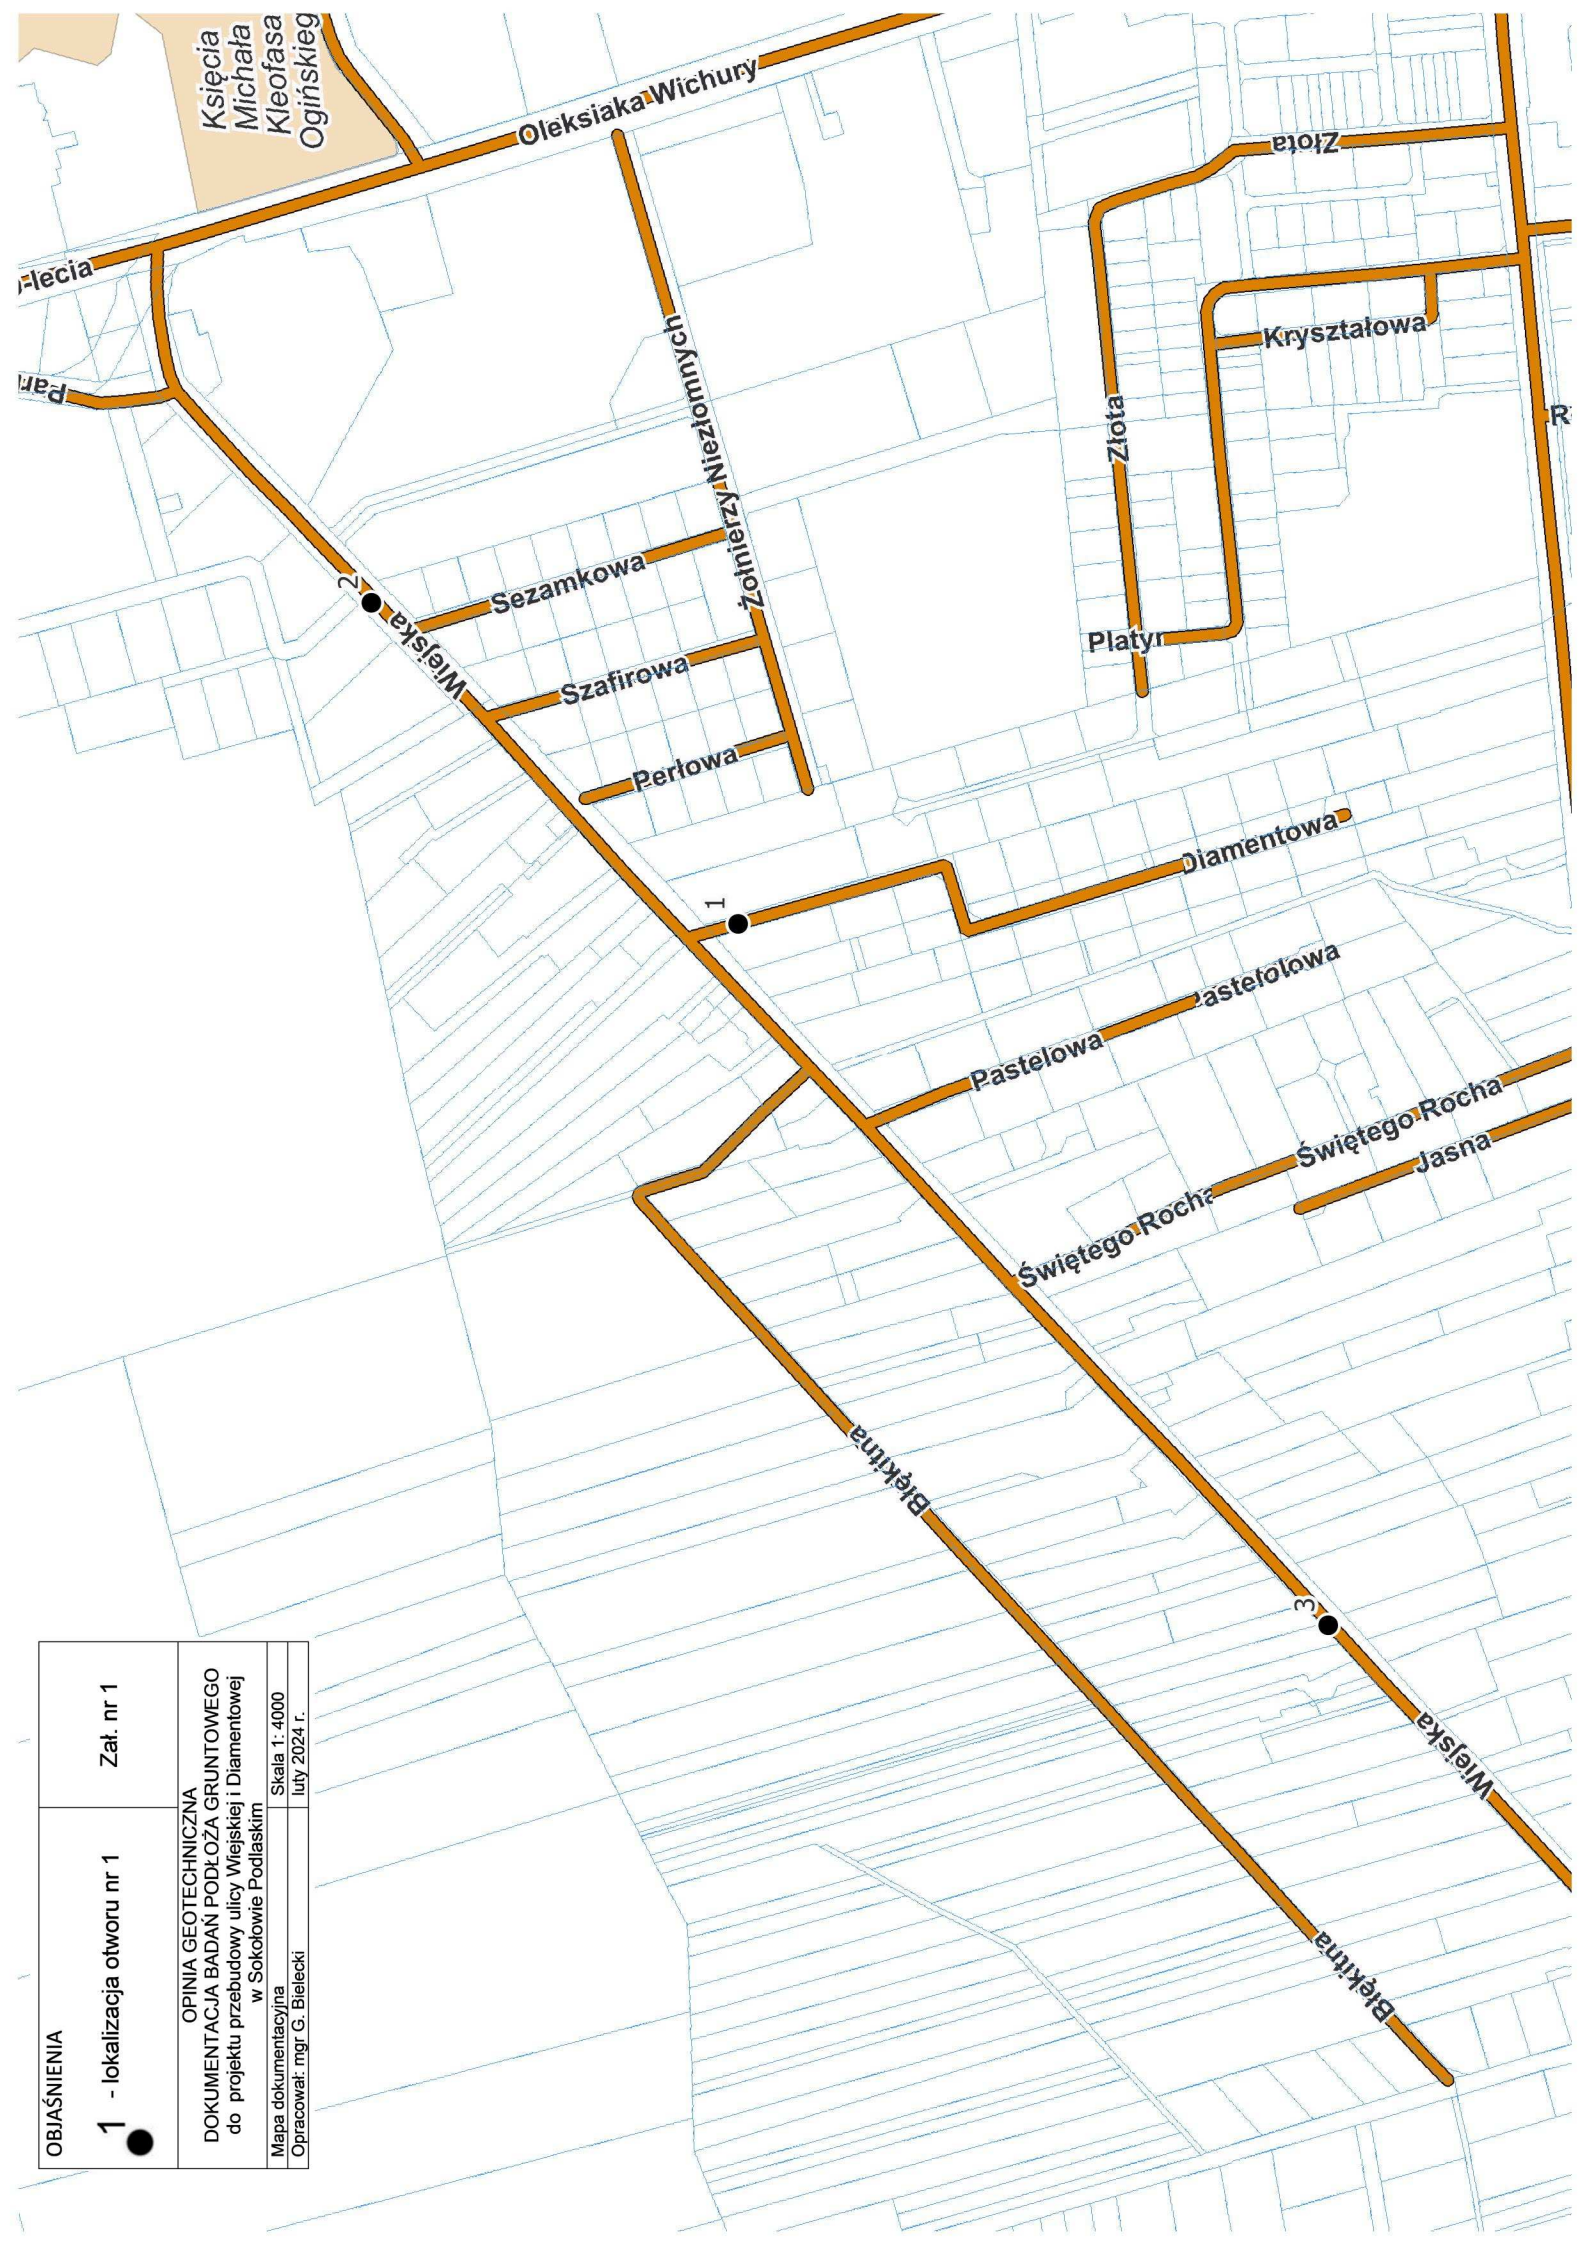 OBJAŚNIENIA
1 - lokalizacja otworu nr 1
Zał. nr 1
OPINIA GEOTECHNICZNA
DOKUMENTACJA BADAŃ PODŁOŻA GRUNTOWEGO
do projektu przebudowy ulicy Wiejskiej i Diamentowej
w Sokołowie Podlaskim
Mapa dokumentacyjna
Skala 1: 4000
Opracował: mgr G. Bielecki
luty 2024 r.
Księcia
Michała
Kleofasa
Ogińskieg
-lecia
Oleksiaka Wichury
Złota
Kryształowa
Żołnierzy Niezłomnych
Złota
2
Sezamkowa
Wiejska
Szafirowa
Platyn
Perłowa
Diamentowa
1
Pastelowa
Świętego Rocha
Jasna
Świętego Rocha
Błękitna
3
Wiejska
Błękitna